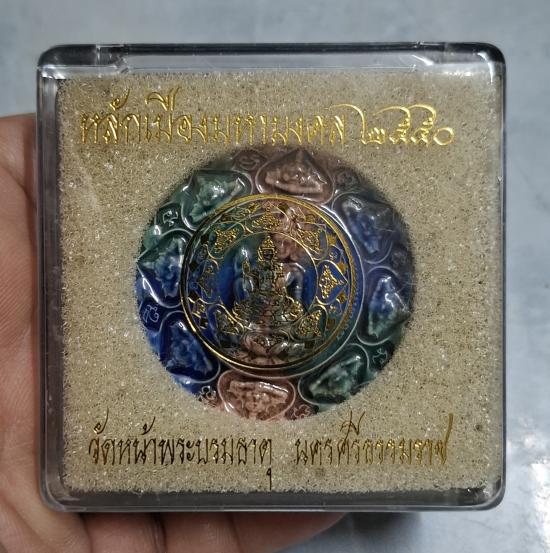 หลักเมืองมหามงคล ๒๕๕๐
วัดหน้าพระบรมธาตุ นครศรีธรรมราช